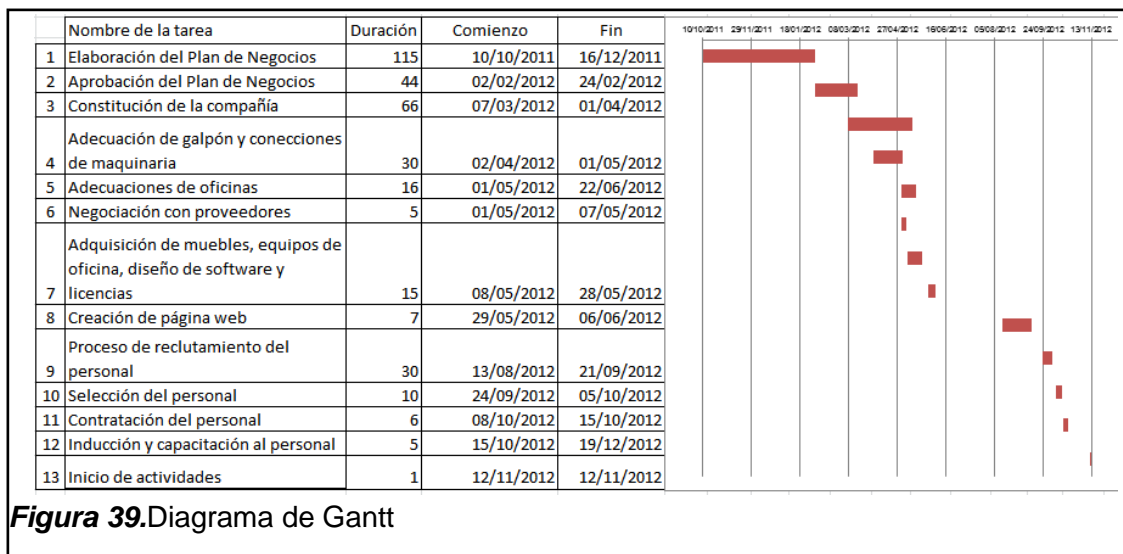 Nombre de la tarea Duración Comienzo Fin
1 Elaboración del Plan de Negocios 115 10/10/2011 16/12/2011
2 Aprobación del Plan de Negocios 44 02/02/2012 24/02/2012
3 Constitución de la compañía 66 07/03/2012 01/04/2012
Adecuación de galpón y conecciones
4 de maquinaria 30 02/04/2012 01/05/2012
5 Adecuaciones de oficinas 16 01/05/2012 22/06/2012
6 Negociación con proveedores 5 01/05/2012 07/05/2012
Adquisición de muebles, equipos de
oficina, diseño de software y
7 licencias 15 08/05/2012 28/05/2012
8 Creación de página web 7 29/05/2012 06/06/2012
Proceso de reclutamiento del
9 personal 30 13/08/2012 21/09/2012
10 Selección del personal 10 24/09/2012 05/10/2012
11 Contratación del personal 6 08/10/2012 15/10/2012
12 Inducción y capacitación al personal 5 15/10/2012 19/12/2012
13 Inicio de actividades 1 12/11/2012 12/11/2012
10/10/2011 29/11/2011 18/01/2012 08/03/2012 27/04/2012 16/06/2012 05/08/2012 24/09/2012 13/11/2012
Figura 39.Diagrama de Gantt